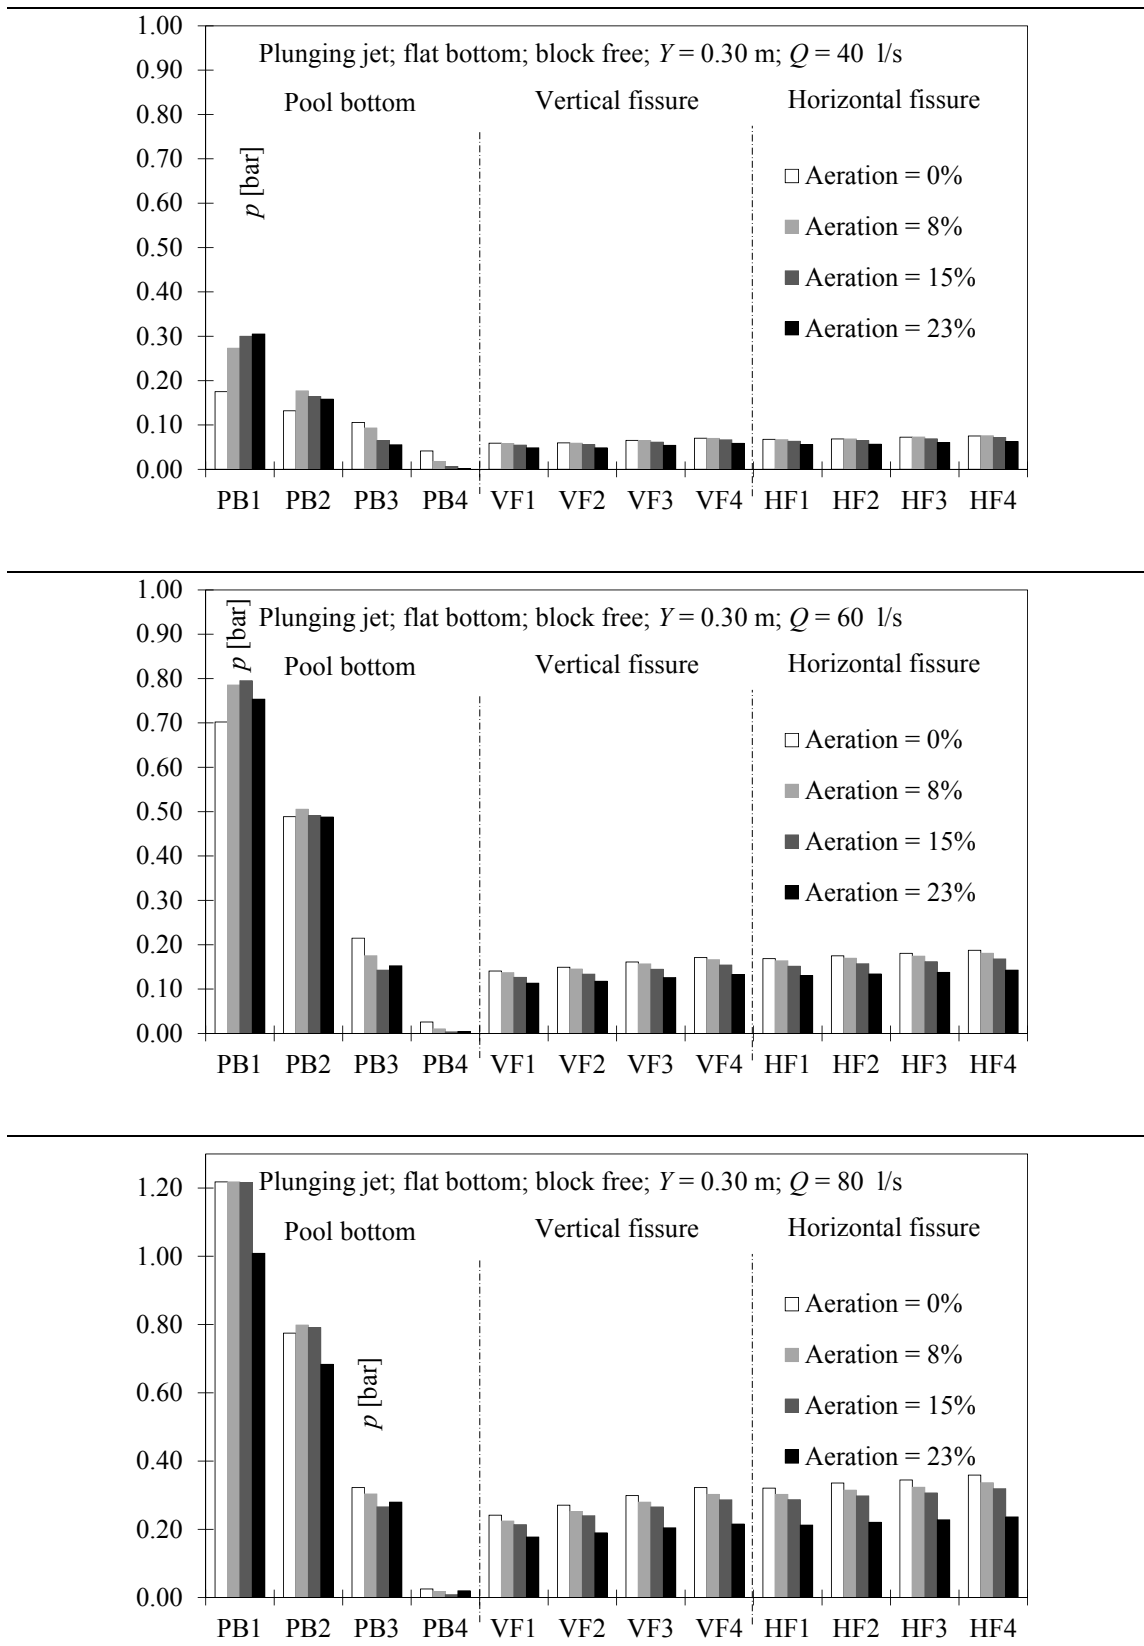 1.00
Plunging jet; flat bottom; block free; Y = 0.30 m; Q = 40 l/s
0.90
Pool bottom Vertical fissure Horizontal fissure
0.80
0.70
p [bar]
Aeration = 0%
0.60
Aeration = 8%
0.50
0.40
Aeration = 15%
0.30
Aeration = 23%
0.20
0.10
0.00
PB1 PB2 PB3 PB4 VF1 VF2 VF3 VF4 HF1 HF2 HF3 HF4
1.00
Plunging jet; flat bottom; block free; Y = 0.30 m; Q = 60 l/s
0.90
p [bar]
Pool bottom Vertical fissure Horizontal fissure
0.80
0.70
Aeration = 0%
0.60
Aeration = 8%
0.50
0.40
Aeration = 15%
0.30
Aeration = 23%
0.20
0.10
0.00
PB1 PB2 PB3 PB4 VF1 VF2 VF3 VF4 HF1 HF2 HF3 HF4
Plunging jet; flat bottom; block free; Y = 0.30 m; Q = 80 l/s
1.20
Pool bottom Vertical fissure Horizontal fissure
1.00
Aeration = 0%
0.80
Aeration = 8%
p [bar]
0.60
Aeration = 15%
0.40
Aeration = 23%
0.20
0.00
PB1 PB2 PB3 PB4 VF1 VF2 VF3 VF4 HF1 HF2 HF3 HF4